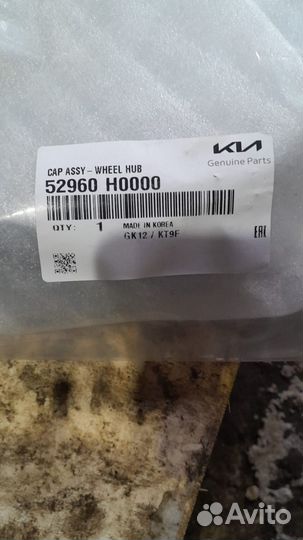 CAP ASSY- WHEEL HUB
KIA
52960 H0000
Genuine Parts
QTY: 1
MADE IN KOREA
GK12 / KT9F
EAC
Avito